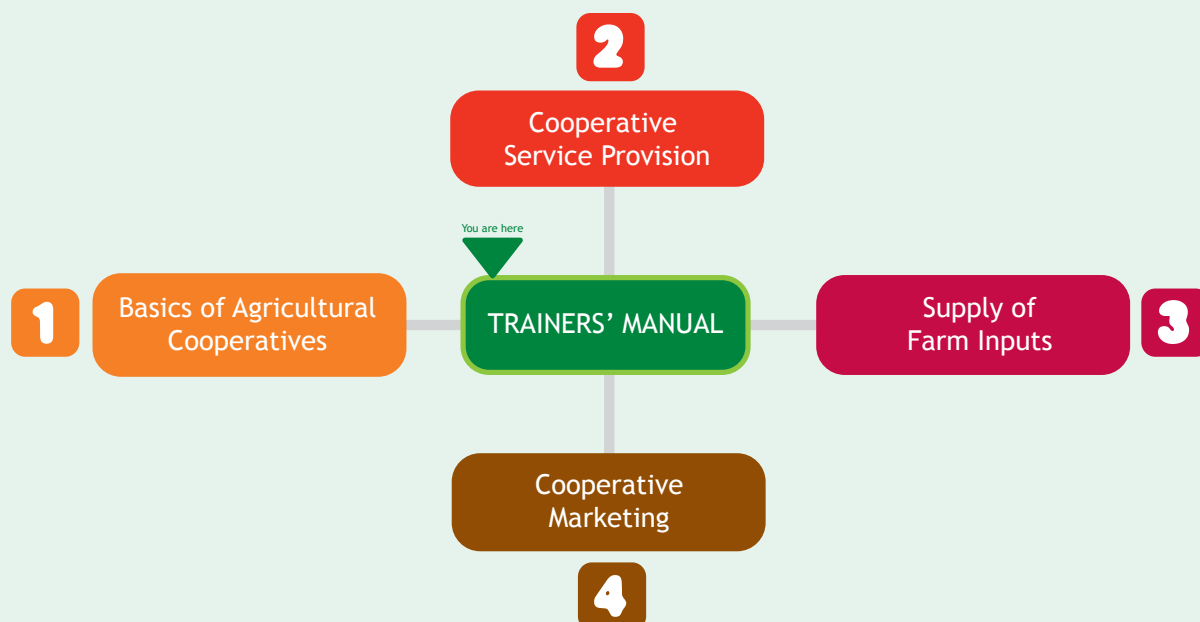 2
Cooperative
Service Provision
You are here
1
Basics of Agricultural
Cooperatives
TRAINERS’ MANUAL
Supply of
Farm Inputs
3
Cooperative
Marketing
4